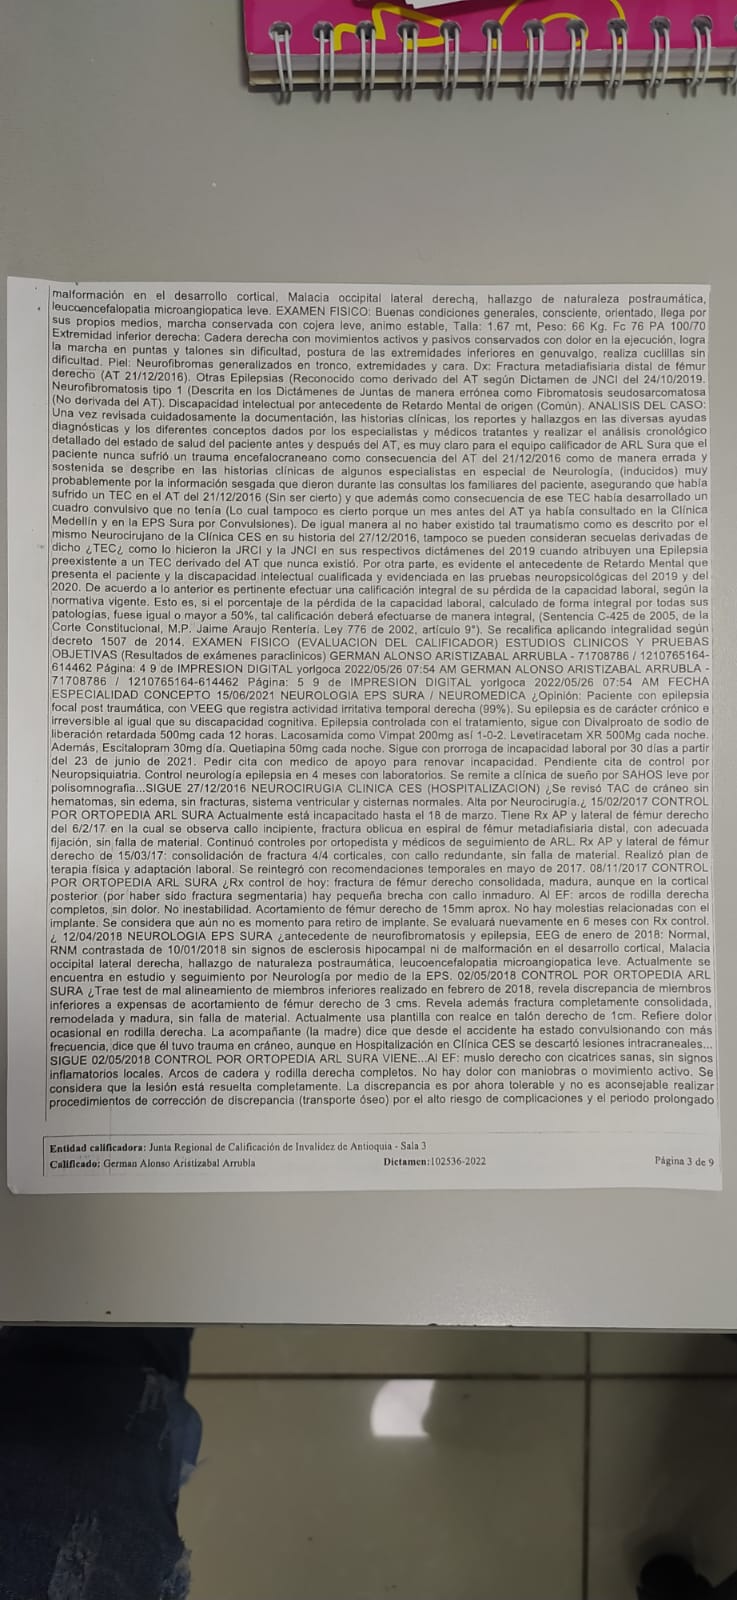 malformación en el desarrollo cortical, Malacia occipital lateral derecha, hallazgo de naturaleza postraumática,
leucoencefalopatia microangiopatica leve. EXAMEN FISICO: Buenas condiciones generales, consciente, orientado, llega por
sus propios medios, marcha conservada con cojera leve, animo estable, Talla: 1.67 mt, Peso: 66 Kg. Fc 76 PA 100/70
Extremidad inferior derecha: Cadera derecha con movimientos activos y pasivos conservados con dolor en la ejecución, logra
la marcha en puntas y talones sin dificultad, postura de las extremidades inferiores en genuvalgo, realiza cuclillas sin
dificultad. Piel: Neurofibromas generalizados en tronco, extremidades y cara. Dx: Fractura metadiafisiaria distal de fémur
derecho (AT 21/12/2016). Otras Epilepsias (Reconocido como derivado del AT según Dictamen de JNCI del 24/10/2019.
Neurofibromatosis tipo 1 (Descrita en los Dictámenes de Juntas de manera errónea como Fibromatosis seudosarcomatosa
(No derivada del AT). Discapacidad intelectual por antecedente de Retardo Mental de origen (Común). ANALISIS DEL CASO:
Una vez revisada cuidadosamente la documentación, las historias clínicas, los reportes y hallazgos en las diversas ayudas
diagnósticas y los diferentes conceptos dados por los especialistas y médicos tratantes y realizar el análisis cronológico
detallado del estado de salud del paciente antes y después del AT, es muy claro para el equipo calificador de ARL Sura que el
paciente nunca sufrió un trauma encefalocraneano como consecuencia del AT del 21/12/2016 como de manera errada y
sostenida se describe en las historias clínicas de algunos especialistas en especial de Neurología, (inducidos) muy
probablemente por la información sesgada que dieron durante las consultas los familiares del paciente, asegurando que había
sufrido un TEC en el AT del 21/12/2016 (Sin ser cierto) y que además como consecuencia de ese TEC había desarrollado un
cuadro convulsivo que no tenía (Lo cual tampoco es cierto porque un mes antes del AT ya había consultado en la Clínica
Medellín y en la EPS Sura por Convulsiones). De igual manera al no haber existido tal traumatismo como es descrito por el
mismo Neurocirujano de la Clínica CES en su historia del 27/12/2016, tampoco se pueden consideran secuelas derivadas de
dicho ¿TEC¿ como lo hicieron la JRCI y la JNCI en sus respectivos dictámenes del 2019 cuando atribuyen una Epilepsia
preexistente a un TEC derivado del AT que nunca existió. Por otra parte, es evidente el antecedente de Retardo Mental que
presenta el paciente y la discapacidad intelectual cualificada y evidenciada en las pruebas neuropsicológicas del 2019 y del
2020. De acuerdo a lo anterior es pertinente efectuar una calificación integral de su pérdida de la capacidad laboral, según la
normativa vigente. Esto es, si el porcentaje de la pérdida de la capacidad laboral, calculado de forma integral por todas sus
patologías, fuese igual o mayor a 50%, tal calificación deberá efectuarse de manera integral, (Sentencia C-425 de 2005, de la
Corte Constitucional, M.P. Jaime Araujo Rentería. Ley 776 de 2002, artículo 9°). Se recalifica aplicando integralidad según
decreto 1507 de 2014. EXAMEN FISICO (EVALUACION DEL CALIFICADOR) ESTUDIOS CLINICOS Y PRUEBAS
OBJETIVAS (Resultados de exámenes paraclinicos) GERMAN ALONSO ARISTIZABAL ARRUBLA - 71708786 / 1210765164-
614462 Página: 4 9 de IMPRESION DIGITAL yorlgoca 2022/05/26 07:54 AM GERMAN ALONSO ARISTIZABAL ARRUBLA -
71708786 / 1210765164-614462 Página: 5 9 de IMPRESION DIGITAL yorlgoca 2022/05/26 07:54 AM FECHA
ESPECIALIDAD CONCEPTO 15/06/2021 NEUROLOGIA EPS SURA / NEUROMEDICA ¿Opinión: Paciente con epilepsia
focal post traumática, con VEEG que registra actividad irritativa temporal derecha (99%). Su epilepsia es de carácter crónico e
irreversible al igual que su discapacidad cognitiva. Epilepsia controlada con el tratamiento, sigue con Divalproato de sodio de
liberación retardada 500mg cada 12 horas. Lacosamida como Vimpat 200mg así 1-0-2. Levetiracetam XR 500Mg cada noche.
Además, Escitalopram 30mg día. Quetiapina 50mg cada noche. Sigue con prorroga de incapacidad laboral por 30 días a partir
del 23 de junio de 2021. Pedir cita con medico de apoyo para renovar incapacidad. Pendiente cita de control por
Neuropsiquiatria. Control neurología epilepsia en 4 meses con laboratorios. Se remite a clínica de sueño por SAHOS leve por
polisomnografia...SIGUE 27/12/2016 NEUROCIRUGIA CLINICA CES (HOSPITALIZACION) ¿Se revisó TAC de cráneo sin
hematomas, sin edema, sin fracturas, sistema ventricular y cisternas normales. Alta por Neurocirugía.¿ 15/02/2017 CONTROL
POR ORTOPEDIA ARL SURA Actualmente está incapacitado hasta el 18 de marzo. Tiene Rx AP y lateral de fémur derecho
del 6/2/17 en la cual se observa callo incipiente, fractura oblicua en espiral de fémur metadiafisiaria distal, con adecuada
fijación, sin falla de material. Continuó controles por ortopedista y médicos de seguimiento de ARL. Rx AP y lateral de fémur
derecho de 15/03/17: consolidación de fractura 4/4 corticales, con callo redundante, sin falla de material. Realizó plan de
terapia física y adaptación laboral. Se reintegró con recomendaciones temporales en mayo de 2017. 08/11/2017 CONTROL
POR ORTOPEDIA ARL SURA ¿Rx control de hoy: fractura de fémur derecho consolidada, madura, aunque en la cortical
posterior (por haber sido fractura segmentaria) hay pequeña brecha con callo inmaduro. Al EF: arcos de rodilla derecha
completos, sin dolor. No inestabilidad. Acortamiento de fémur derecho de 15mm aprox. No hay molestias relacionadas con el
implante. Se considera que aún no es momento para retiro de implante. Se evaluará nuevamente en 6 meses con Rx control.
¿ 12/04/2018 NEUROLOGIA EPS SURA ¿antecedente de neurofibromatosis y epilepsia, EEG de enero de 2018: Normal,
RNM contrastada de 10/01/2018 sin signos de esclerosis hipocampal ni de malformación en el desarrollo cortical, Malacia
occipital lateral derecha, hallazgo de naturaleza postraumática, leucoencefalopatia microangiopatica leve. Actualmente se
encuentra en estudio y seguimiento por Neurología por medio de la EPS. 02/05/2018 CONTROL POR ORTOPEDIA ARL
SURA ¿Trae test de mal alineamiento de miembros inferiores realizado en febrero de 2018, revela discrepancia de miembros
inferiores a expensas de acortamiento de fémur derecho de 3 cms. Revela además fractura completamente consolidada,
remodelada y madura, sin falla de material. Actualmente usa plantilla con realce en talón derecho de 1cm. Refiere dolor
ocasional en rodilla derecha. La acompañante (la madre) dice que desde el accidente ha estado convulsionando con más
frecuencia, dice que él tuvo trauma en cráneo, aunque en Hospitalización en Clínica CES se descartó lesiones intracraneales...
SIGUE 02/05/2018 CONTROL POR ORTOPEDIA ARL SURA VIENE...Al EF: muslo derecho con cicatrices sanas, sin signos
inflamatorios locales. Arcos de cadera y rodilla derecha completos. No hay dolor con maniobras o movimiento activo. Se
considera que la lesión está resuelta completamente. La discrepancia es por ahora tolerable y no es aconsejable realizar
procedimientos de corrección de discrepancia (transporte óseo) por el alto riesgo de complicaciones y el periodo prolongado
Entidad calificadora: Junta Regional de Calificación de Invalidez de Antioquia - Sala 3
Calificado: German Alonso Aristizabal Arrubla Dictamen:102536-2022 Página 3 de 9